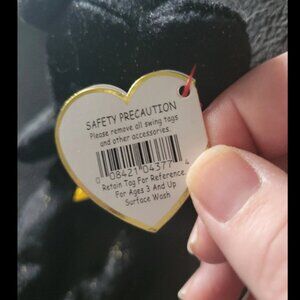 SAFETY PRECAUTION
Please remove all swing tags
and other accessories.
0 08421 04377 4
Retain Tag For Reference.
For Ages 3 And Up
Surface Wash